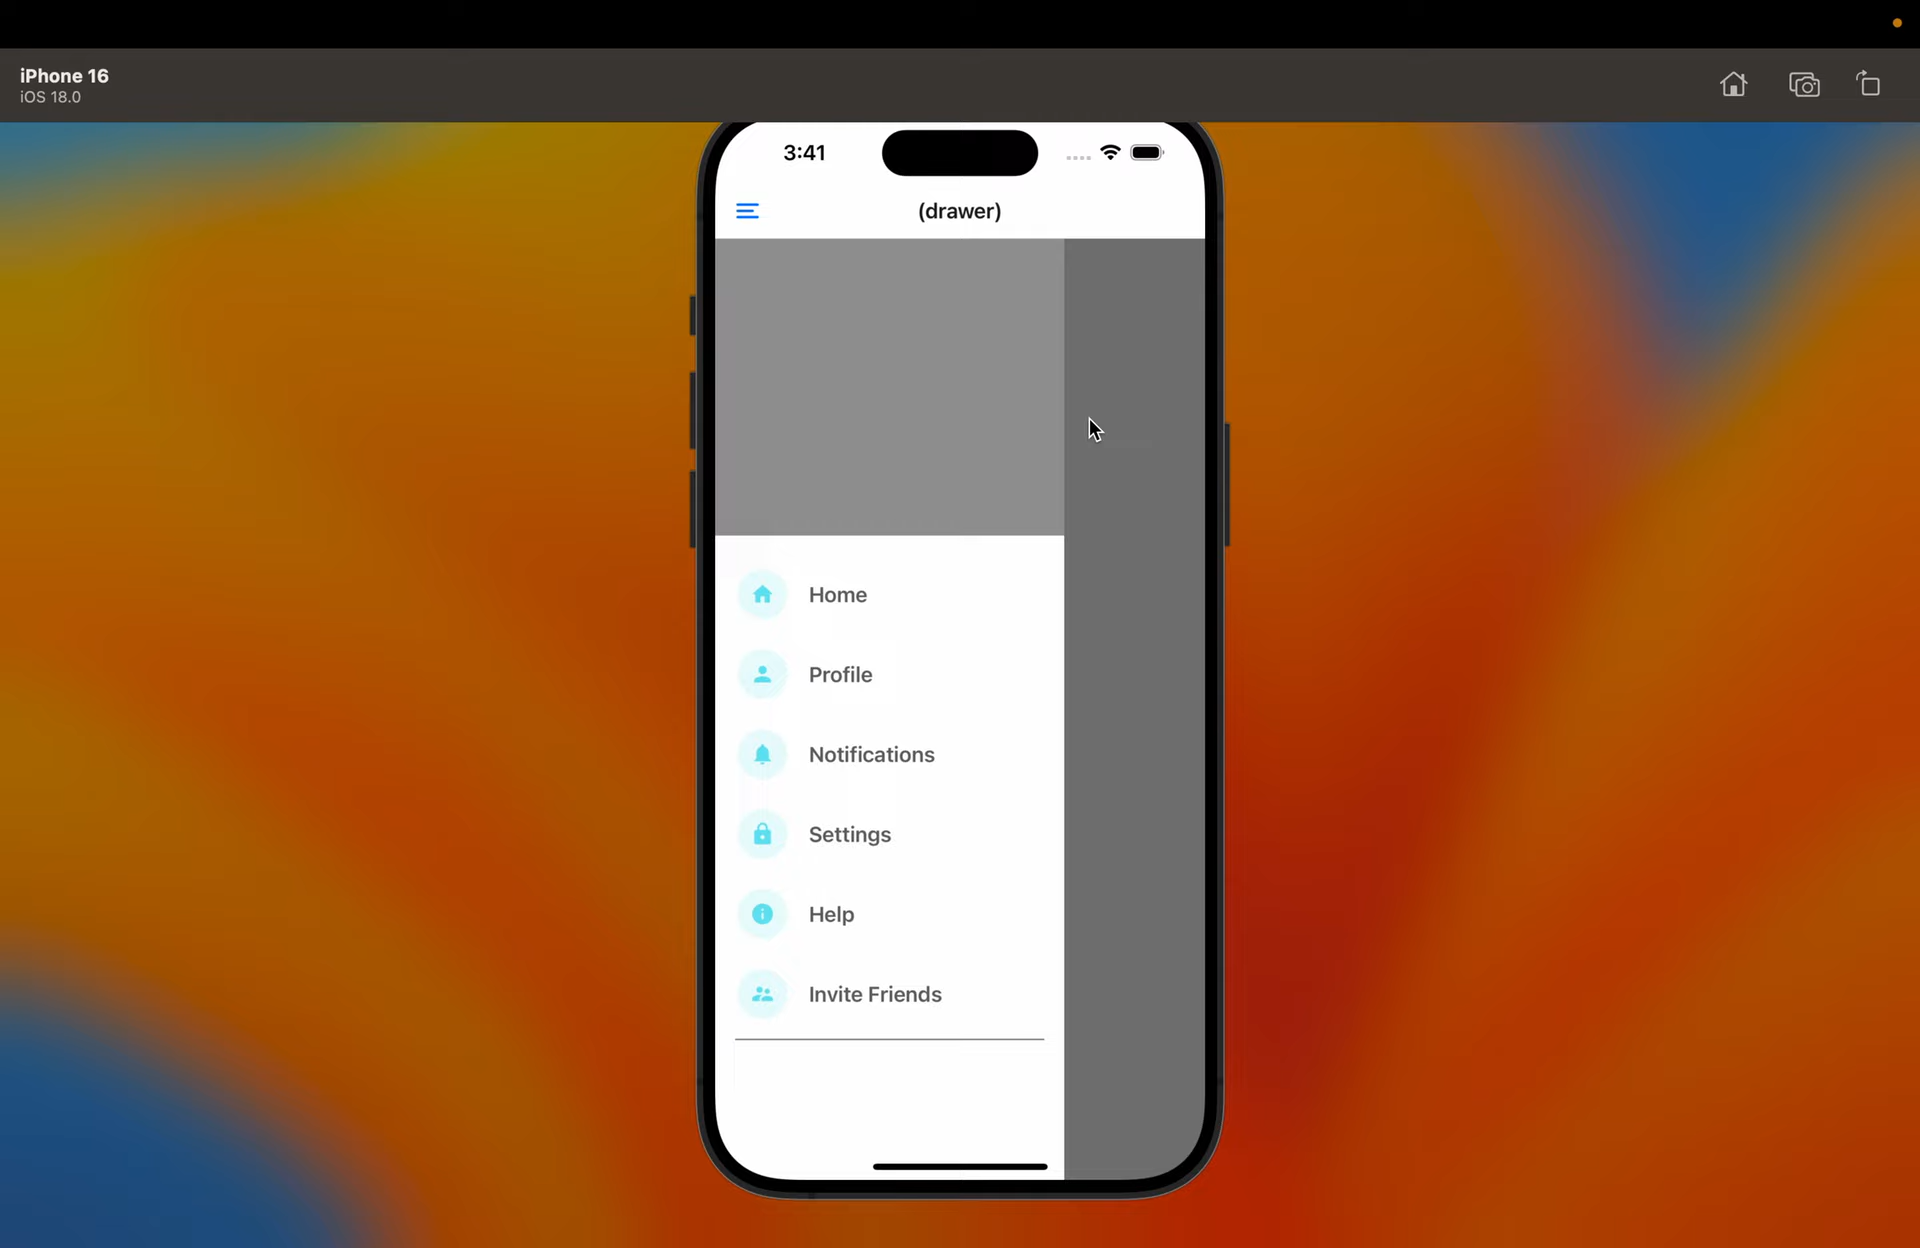 iPhone 16
iOS 18.0
3:41
(drawer)
Home
Profile
Notifications
Settings
Help
Invite Friends